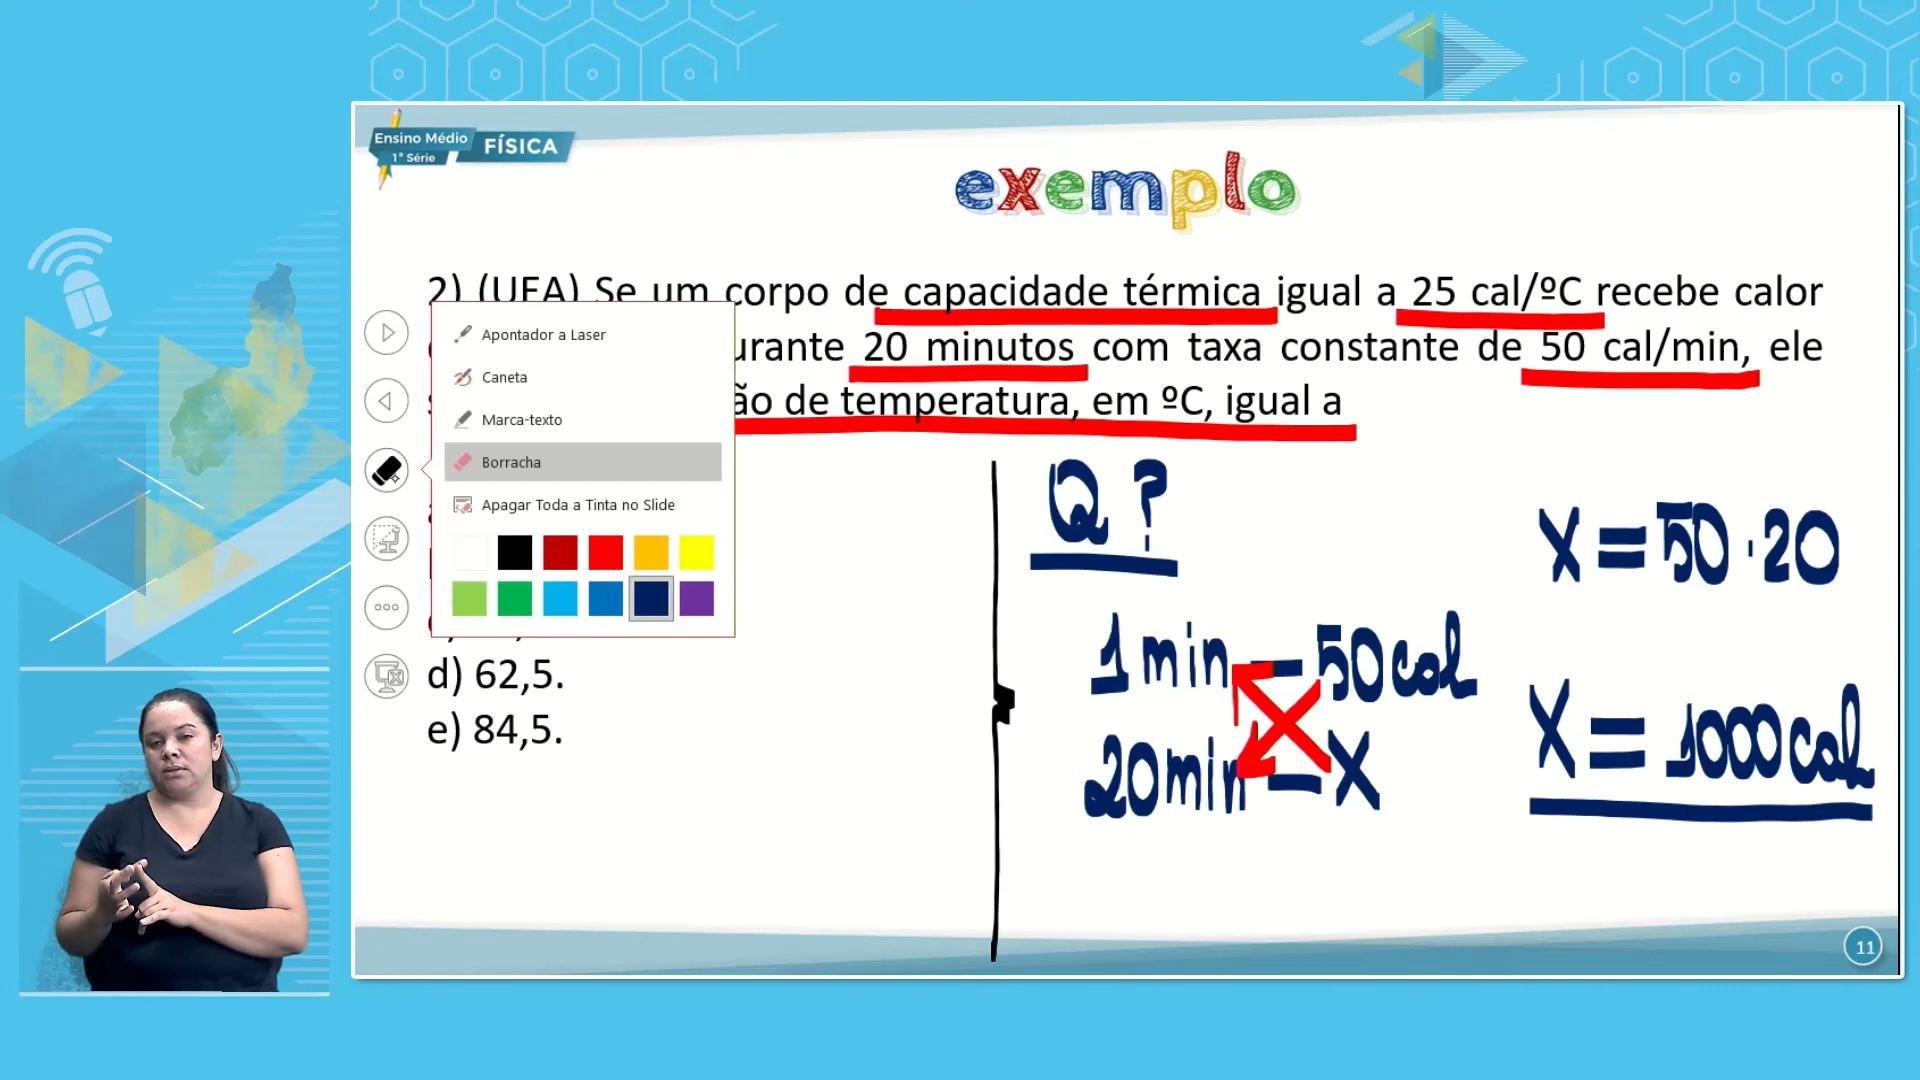 Ensino Médio
1ª Série
FÍSICA
exemplo
2) (UEA) Se um corpo de capacidade térmica igual a 25 cal/ºC recebe calor
urante 20 minutos com taxa constante de 50 cal/min, ele
ão de temperatura, em ºC, igual a
Apontador a Laser
Caneta
Marca-texto
Borracha
Apagar Toda a Tinta no Slide
d) 62,5.
e) 84,5.
Q ?
1 min – 50 cal
20 min – X
X = 50 · 20
X = 1000 cal
11